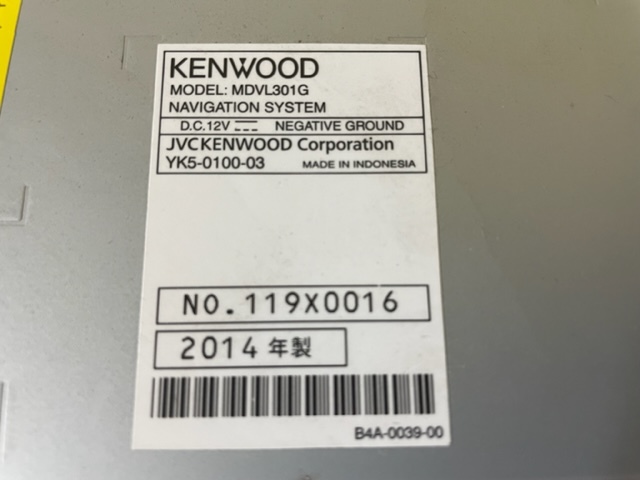 KENWOOD
MODEL: MDVL301G
NAVIGATION SYSTEM
D.C.12V ⎓ NEGATIVE GROUND
JVCKENWOOD Corporation
YK5-0100-03 MADE IN INDONESIA
NO.119X0016
2014年製
B4A-0039-00